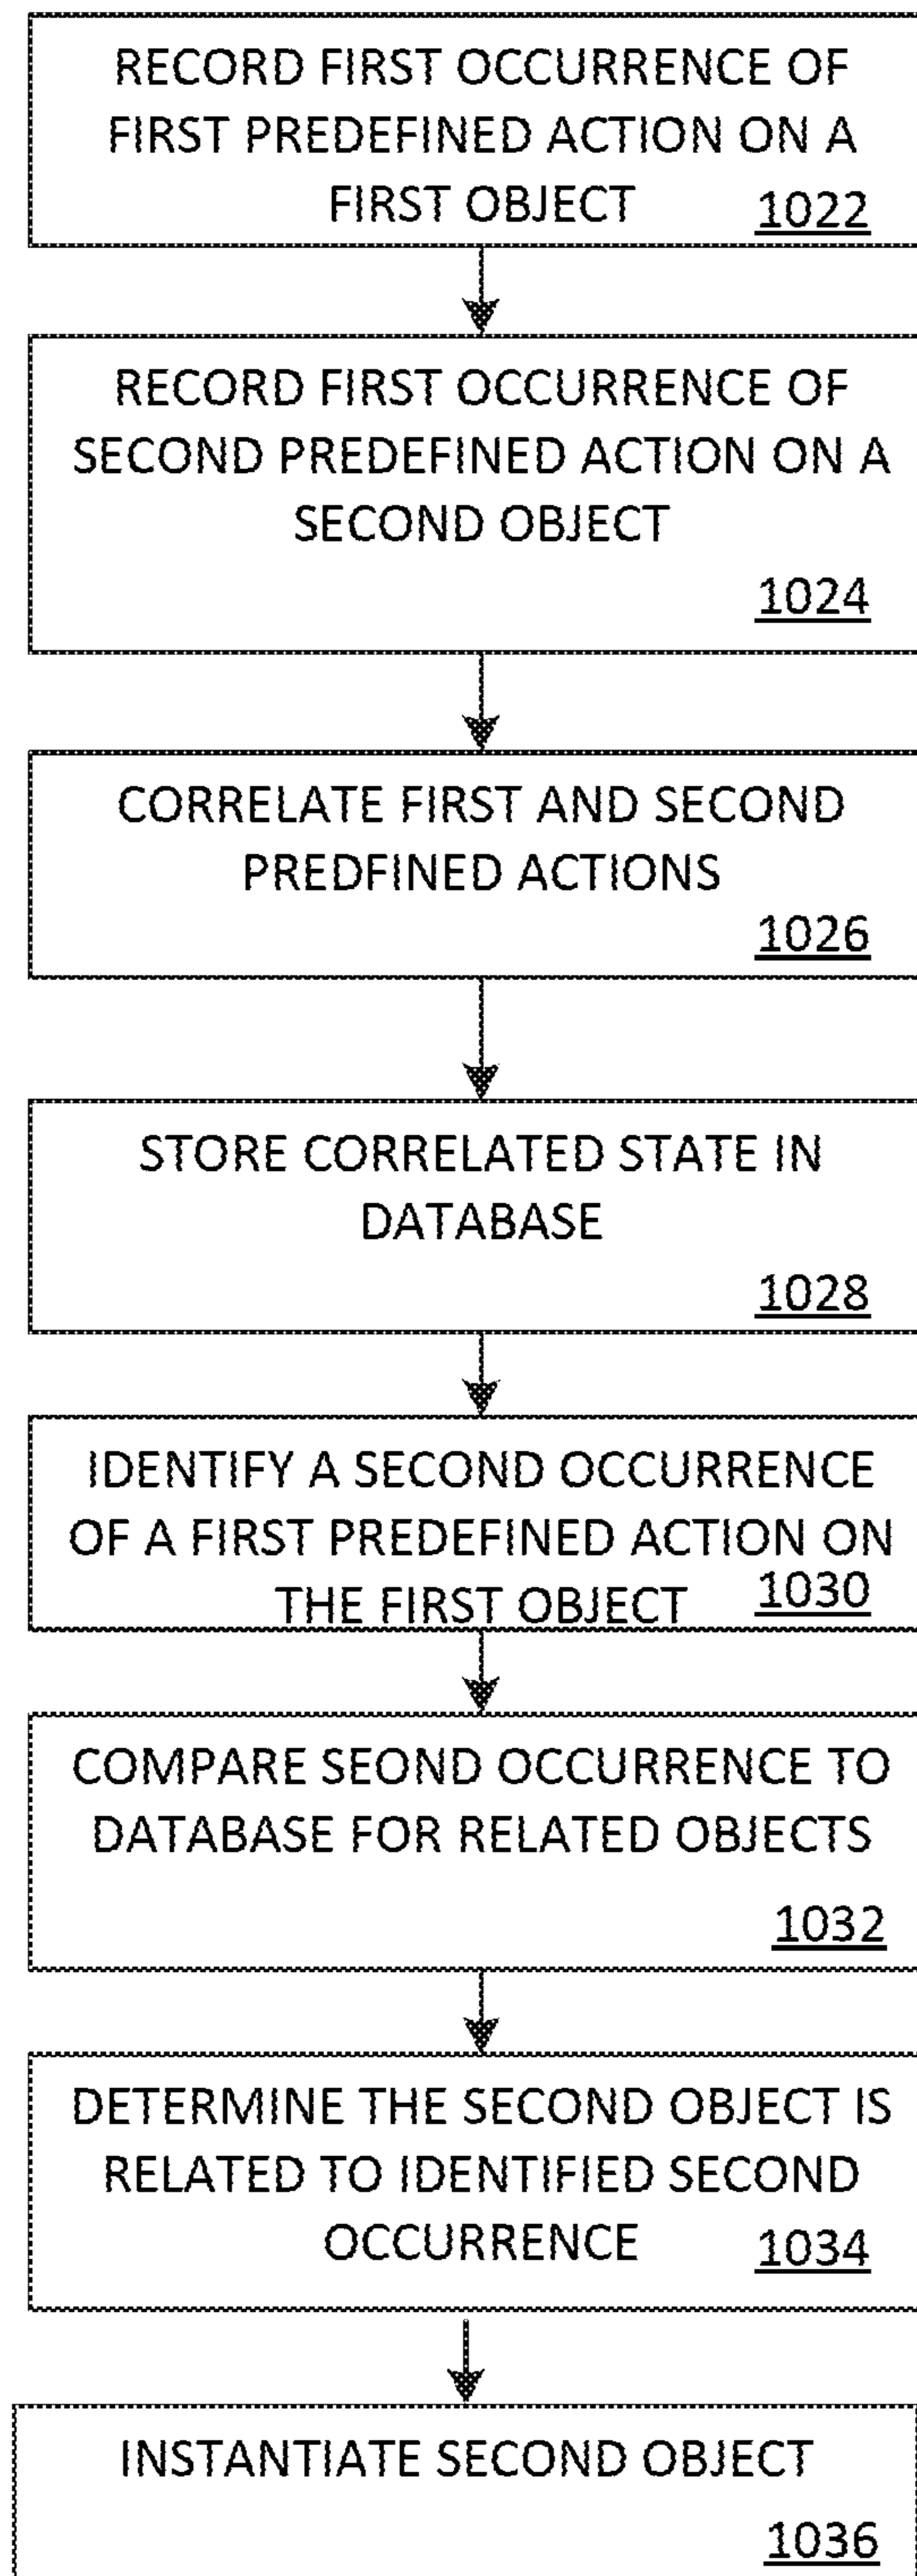 RECORD FIRST OCCURRENCE OF
FIRST PREDEFINED ACTION ON A
FIRST OBJECT 1022
RECORD FIRST OCCURRENCE OF
SECOND PREDEFINED ACTION ON A
SECOND OBJECT
1024
CORRELATE FIRST AND SECOND
PREDFINED ACTIONS
1026
STORE CORRELATED STATE IN
DATABASE
1028
IDENTIFY A SECOND OCCURRENCE
OF A FIRST PREDEFINED ACTION ON
THE FIRST OBJECT 1030
COMPARE SEOND OCCURRENCE TO
DATABASE FOR RELATED OBJECTS
1032
DETERMINE THE SECOND OBJECT IS
RELATED TO IDENTIFIED SECOND
OCCURRENCE 1034
INSTANTIATE SECOND OBJECT
1036